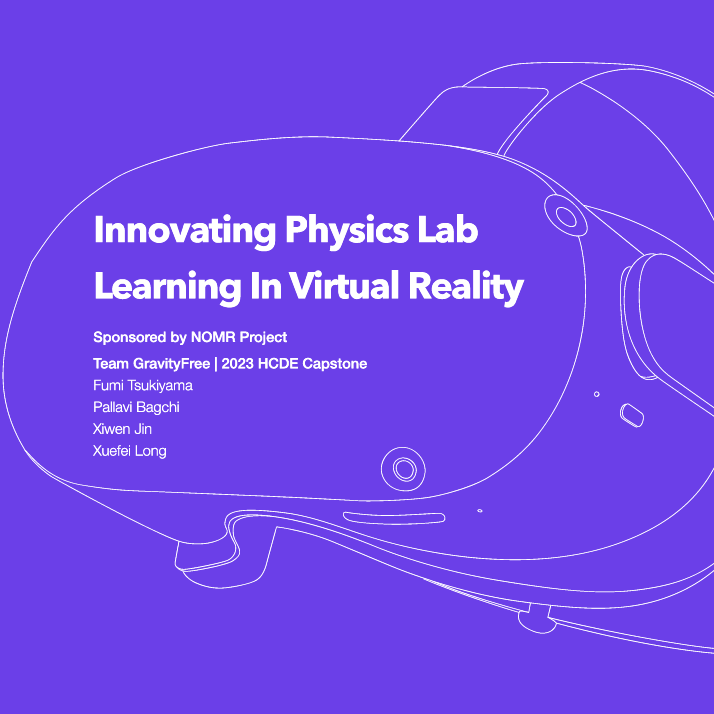 Innovating Physics Lab
Learning In Virtual Reality
Sponsored by NOMR Project
Team GravityFree | 2023 HCDE Capstone
Fumi Tsukiyama
Pallavi Bagchi
Xiwen Jin
Xuefei Long